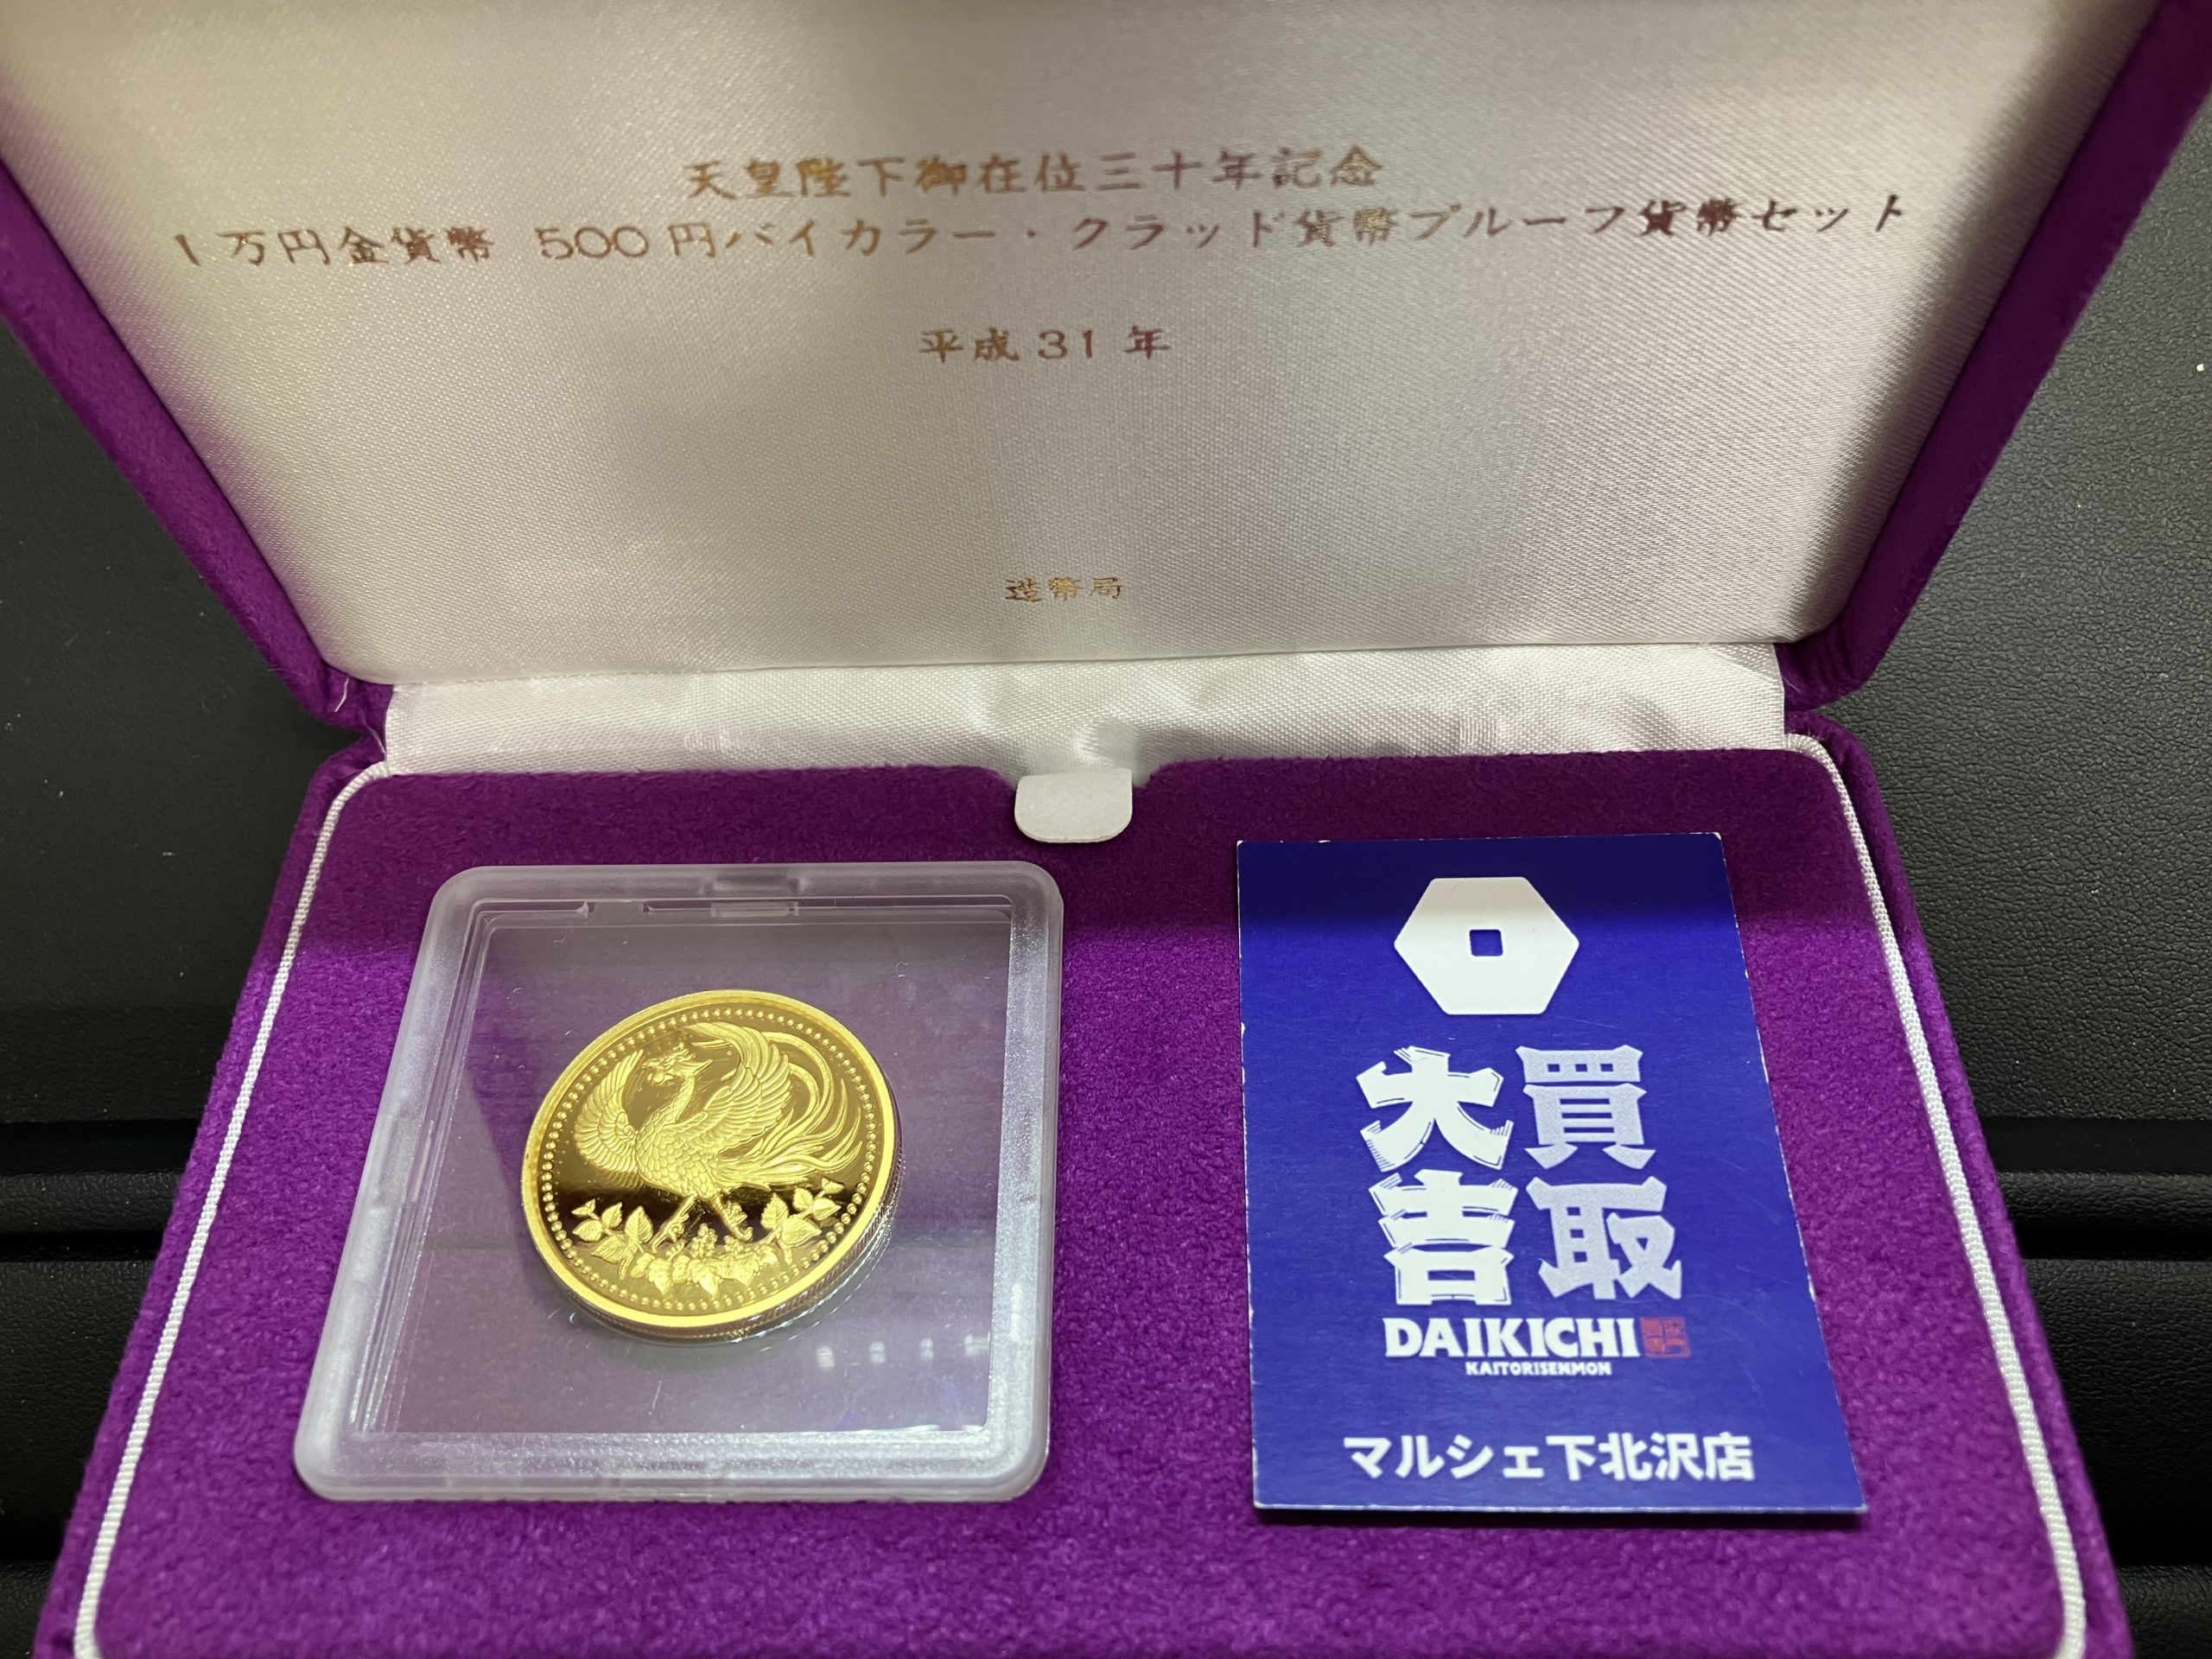 天皇陛下御在位三十年記念
1万円金貨幣 500円バイカラー・クラッド貨幣プルーフ貨幣セット
平成31年
造幣局
買取
大吉
DAIKICHI
KAITORISENMON
マルシェ下北沢店